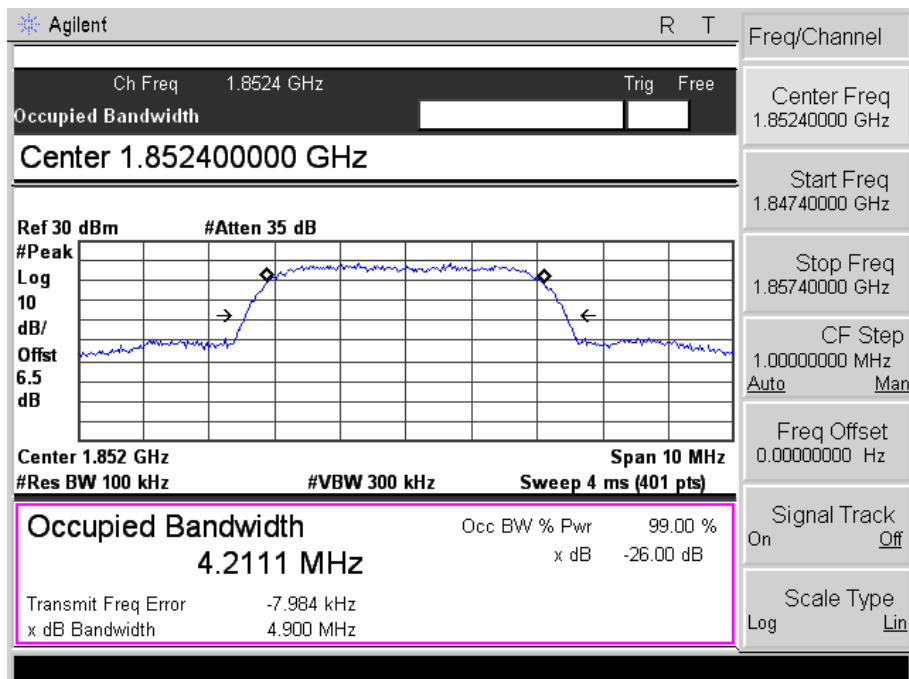 Agilent R T
Ch Freq 1.8524 GHz Trig Free
Occupied Bandwidth
Center 1.852400000 GHz
Ref 30 dBm #Atten 35 dB
#Peak
Log
10
dB/
Offst
6.5
dB
Center 1.852 GHz Span 10 MHz
#Res BW 100 kHz #VBW 300 kHz Sweep 4 ms (401 pts)
Occupied Bandwidth Occ BW % Pwr 99.00 %
4.2111 MHz x dB -26.00 dB
Transmit Freq Error -7.984 kHz
x dB Bandwidth 4.900 MHz
Freq/Channel
Center Freq
1.85240000 GHz
Start Freq
1.84740000 GHz
Stop Freq
1.85740000 GHz
CF Step
1.00000000 MHz
Auto Man
Freq Offset
0.00000000 Hz
Signal Track
On Off
Scale Type
Log Lin